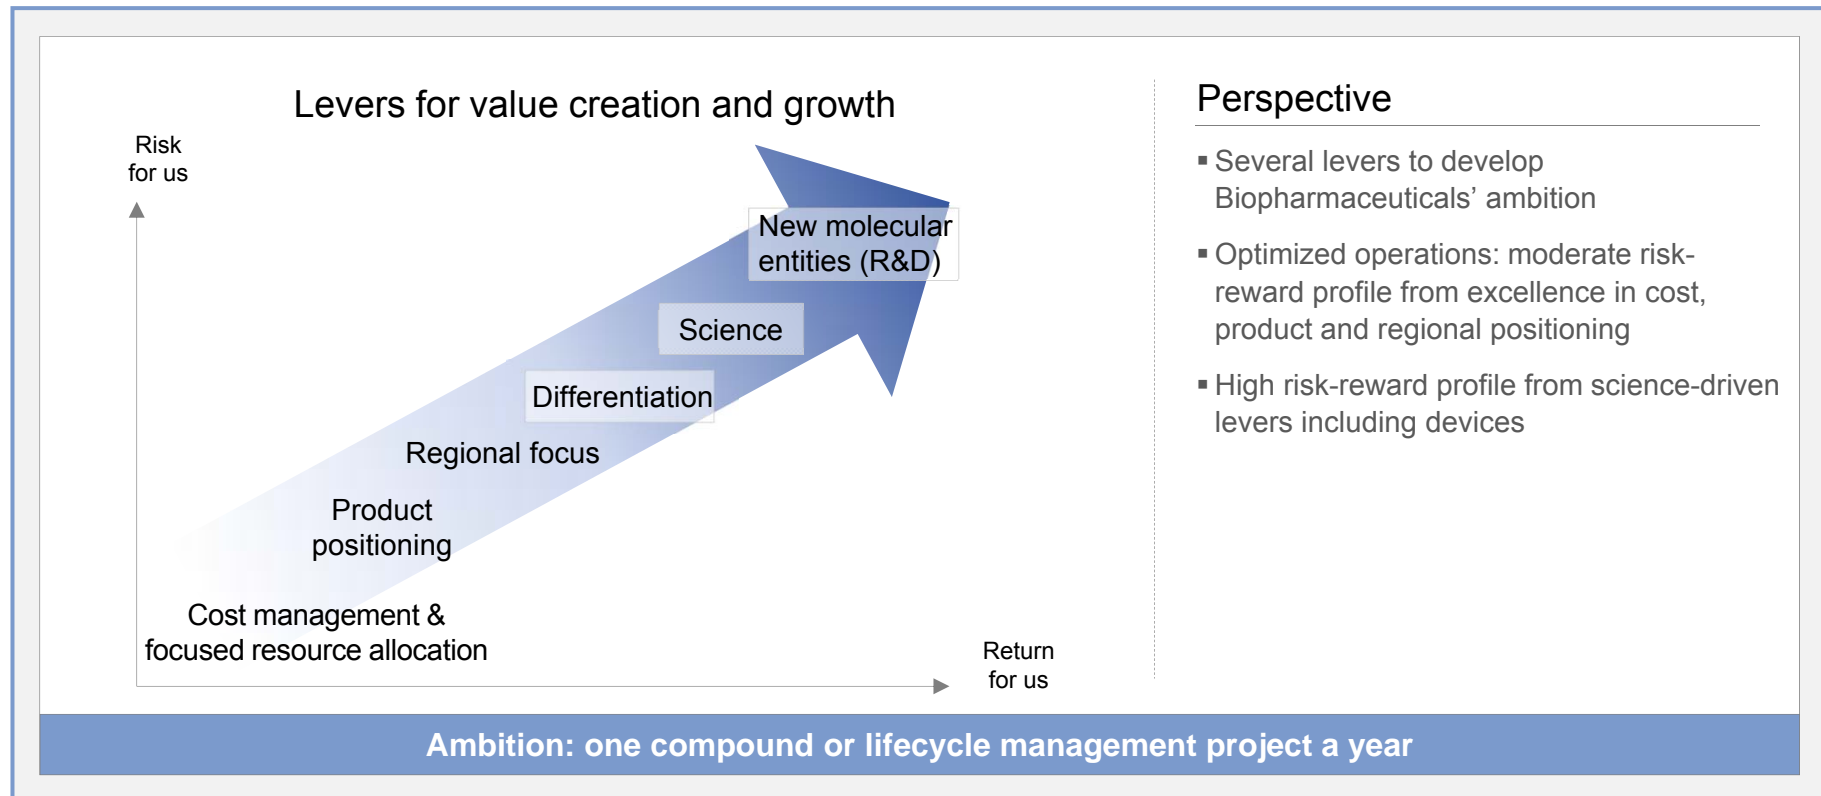 Levers for value creation and growth
Risk
for us
New molecular
entities (R&D)
Science
Differentiation
Regional focus
Product
positioning
Cost management &
focused resource allocation
Return
for us
Perspective
▪ Several levers to develop
Biopharmaceuticals’ ambition
▪ Optimized operations: moderate risk-
reward profile from excellence in cost,
product and regional positioning
▪ High risk-reward profile from science-driven
levers including devices
Ambition: one compound or lifecycle management project a year